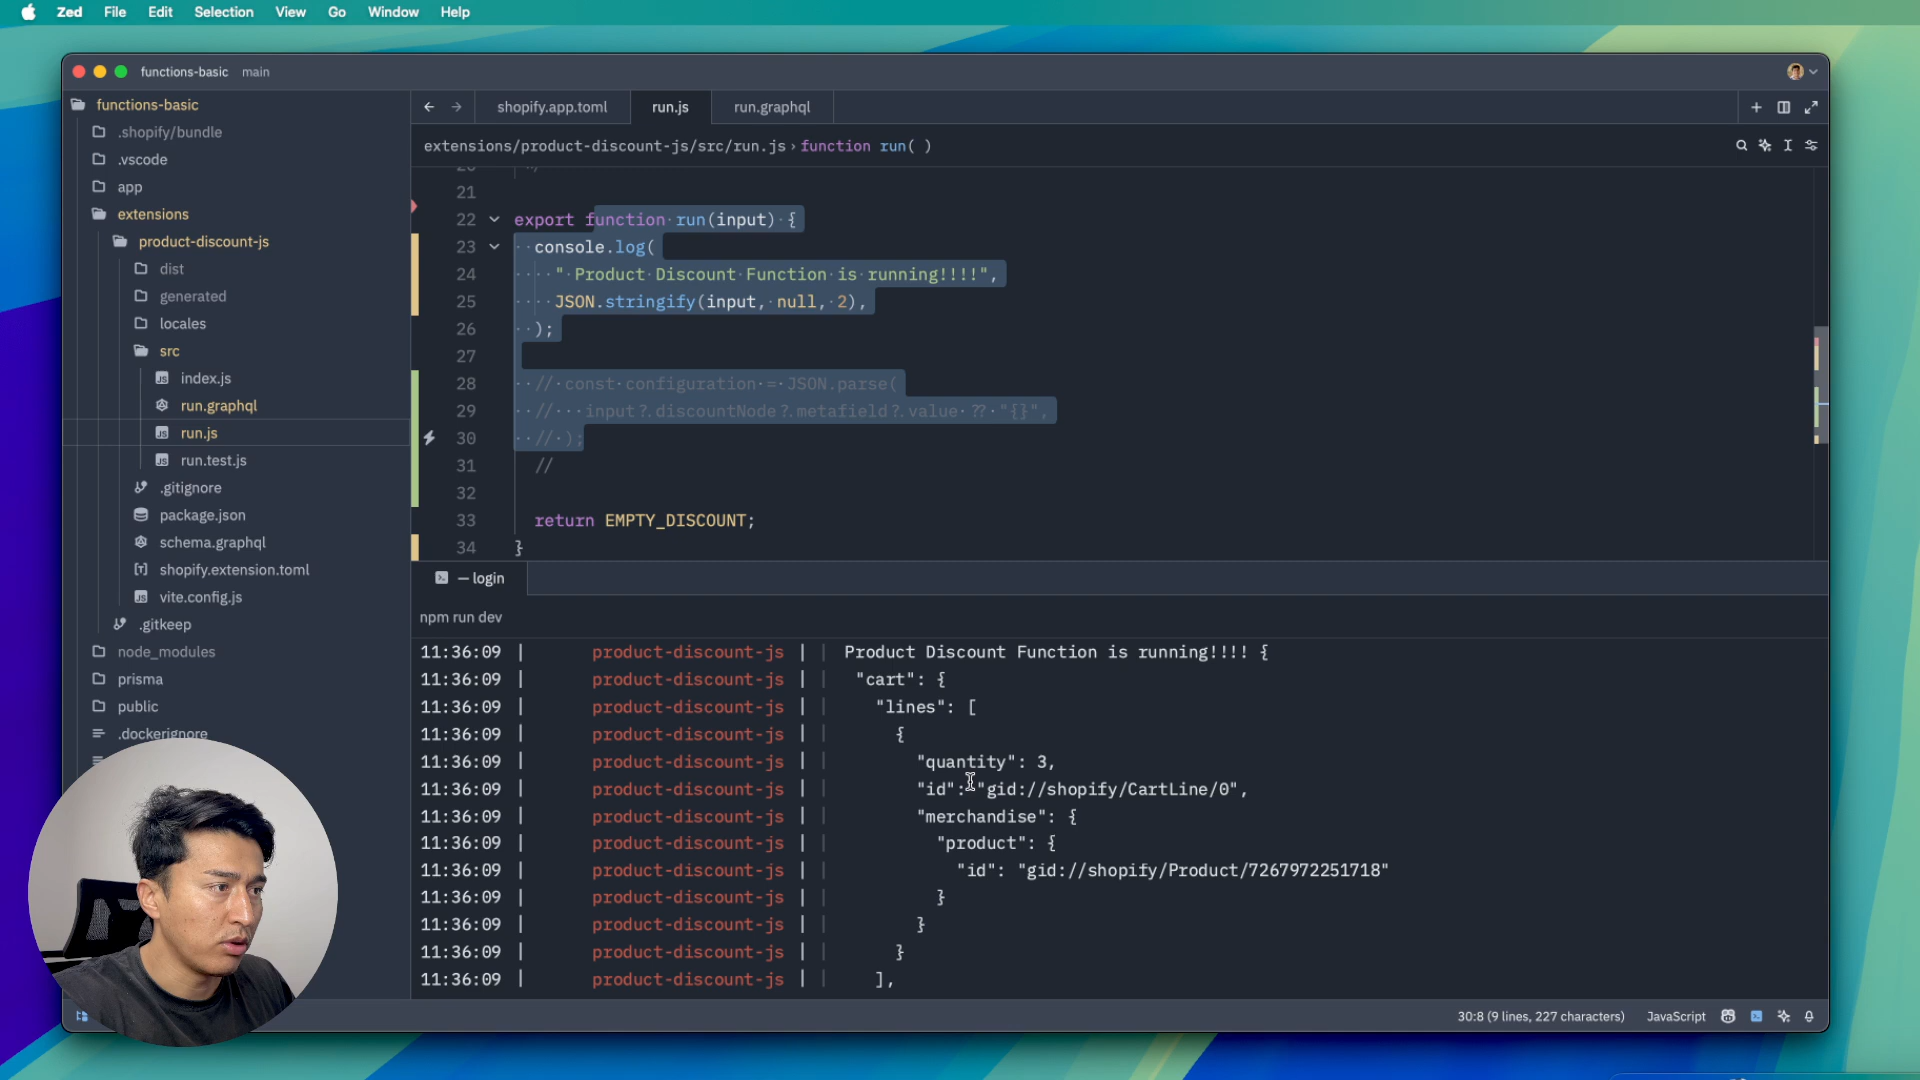 Zed File Edit Selection View Go Window Help
functions-basic main
functions-basic
.shopify/bundle
.vscode
app
extensions
product-discount-js
dist
generated
locales
src
index.js
run.graphql
run.js
run.test.js
.gitignore
package.json
schema.graphql
shopify.extension.toml
vite.config.js
.gitkeep
node_modules
prisma
public
.dockerignore
shopify.app.toml run.js run.graphql
extensions/product-discount-js/src/run.js › function run( )
20 */
21
22 export function run(input) {
23 console.log(
24 " Product Discount Function is running!!!!",
25 JSON.stringify(input, null, 2),
26 );
27
28 // const configuration = JSON.parse(
29 // input?.discountNode?.metafield?.value ?? "{}",
30 // );
31 //
32
33 return EMPTY_DISCOUNT;
34 }
— login
npm run dev
11:36:09 | product-discount-js | | Product Discount Function is running!!!! {
11:36:09 | product-discount-js | | "cart": {
11:36:09 | product-discount-js | | "lines": [
11:36:09 | product-discount-js | | {
11:36:09 | product-discount-js | | "quantity": 3,
11:36:09 | product-discount-js | | "id": "gid://shopify/CartLine/0",
11:36:09 | product-discount-js | | "merchandise": {
11:36:09 | product-discount-js | | "product": {
11:36:09 | product-discount-js | | "id": "gid://shopify/Product/7267972251718"
11:36:09 | product-discount-js | | }
11:36:09 | product-discount-js | | }
11:36:09 | product-discount-js | | }
11:36:09 | product-discount-js | | ],
30:8 (9 lines, 227 characters) JavaScript